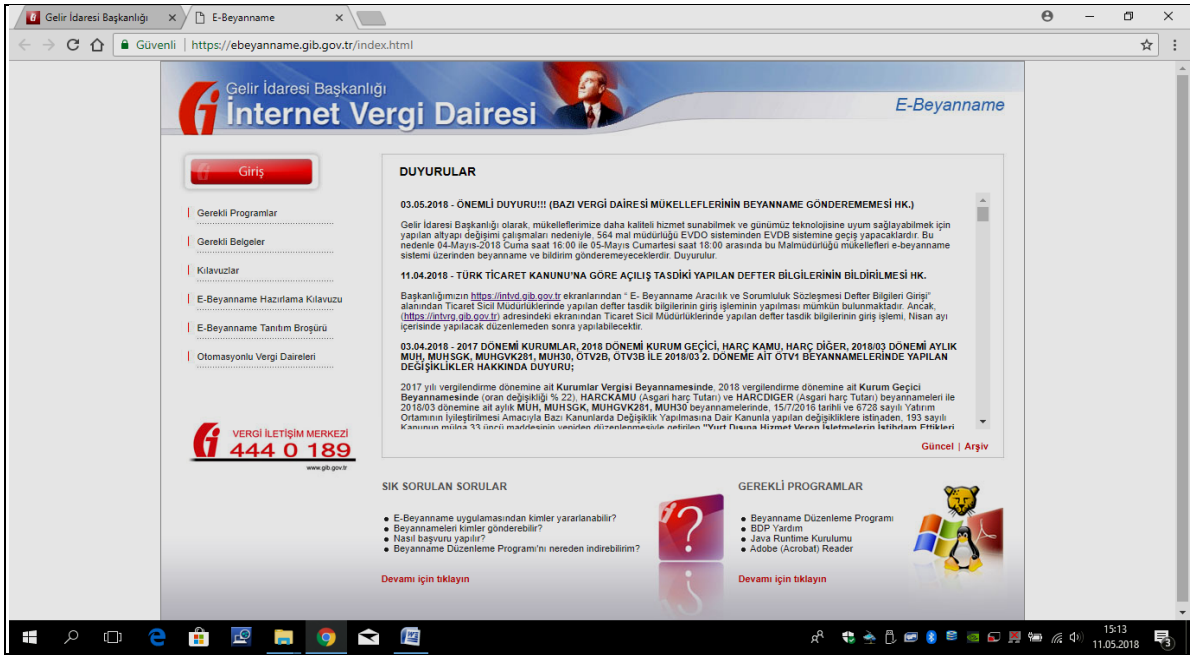 Gelir İdaresi Başkanlığı
E-Beyanname
Güvenli | https://ebeyanname.gib.gov.tr/index.html
Gelir İdaresi Başkanlığı
İnternet Vergi Dairesi
E-Beyanname
Giriş
Gerekli Programlar
Gerekli Belgeler
Kılavuzlar
E-Beyanname Hazırlama Kılavuzu
E-Beyanname Tanıtım Broşürü
Otomasyonlu Vergi Daireleri
VERGİ İLETİŞİM MERKEZİ
444 0 189
www.gib.gov.tr
DUYURULAR
03.05.2018 - ÖNEMLİ DUYURU!!! (BAZI VERGİ DAİRESİ MÜKELLEFLERİNİN BEYANNAME GÖNDEREMEMESİ HK.)
Gelir İdaresi Başkanlığı olarak, mükelleflerimize daha kaliteli hizmet sunabilmek ve günümüz teknolojisine uyum sağlayabilmek için
yapılan altyapı değişimi çalışmaları nedeniyle, 564 mal müdürlüğü EVDO sisteminden EVDB sistemine geçiş yapacaklardır. Bu
nedenle 04-Mayıs-2018 Cuma saat 16:00 ile 05-Mayıs Cumartesi saat 18:00 arasında bu Malmüdürlüğü mükellefleri e-beyanname
sistemi üzerinden beyanname ve bildirim gönderemeyeceklerdir. Duyurulur.
11.04.2018 - TÜRK TİCARET KANUNU'NA GÖRE AÇILIŞ TASDİKİ YAPILAN DEFTER BİLGİLERİNİN BİLDİRİLMESİ HK.
Başkanlığımızın https://intvd.gib.gov.tr ekranlarından “ E- Beyanname Aracılık ve Sorumluluk Sözleşmesi Defter Bilgileri Girişi”
alanından Ticaret Sicil Müdürlüklerinde yapılan defter tasdik bilgilerinin giriş işleminin yapılması mümkün bulunmaktadır. Ancak,
(https://intvrg.gib.gov.tr) adresindeki ekranından Ticaret Sicil Müdürlüklerinde yapılan defter tasdik bilgilerinin giriş işlemi, Nisan ayı
içerisinde yapılacak düzenlemeden sonra yapılabilecektir.
03.04.2018 - 2017 DÖNEMİ KURUMLAR, 2018 DÖNEMİ KURUM GEÇİCİ, HARÇ KAMU, HARÇ DİĞER, 2018/03 DÖNEMİ AYLIK
MUH, MUHSGK, MUHGVK281, MUH30, ÖTV2B, ÖTV3B İLE 2018/03 2. DÖNEME AİT ÖTV1 BEYANNAMELERİNDE YAPILAN
DEĞİŞİKLİKLER HAKKINDA DUYURU;
2017 yılı vergilendirme dönemine ait Kurumlar Vergisi Beyannamesinde, 2018 vergilendirme dönemine ait Kurum Geçici
Beyannamesinde (oran değişikliği % 22), HARCKAMU (Asgari harç Tutarı) ve HARCDIGER (Asgari harç Tutarı) beyannameleri ile
2018/03 dönemine ait aylık MUH, MUHSGK, MUHGVK281, MUH30 beyannamelerinde, 15/7/2016 tarihli ve 6728 sayılı Yatırım
Ortamının İyileştirilmesi Amacıyla Bazı Kanunlarda Değişiklik Yapılmasına Dair Kanunla yapılan değişikliklere istinaden, 193 sayılı
Kanunun mülga 33 üncü maddesinin yeniden düzenlenmesiyle getirilen "Yurt Dışına Hizmet Veren İşletmelerin İstihdam Ettikleri
Güncel | Arşiv
SIK SORULAN SORULAR
E-Beyanname uygulamasından kimler yararlanabilir?
Beyannameleri kimler gönderebilir?
Nasıl başvuru yapılır?
Beyanname Düzenleme Programı'nı nereden indirebilirim?
Devamı için tıklayın
GEREKLİ PROGRAMLAR
Beyanname Düzenleme Programı
BDP Yardım
Java Runtime Kurulumu
Adobe (Acrobat) Reader
Devamı için tıklayın
15:13
11.05.2018